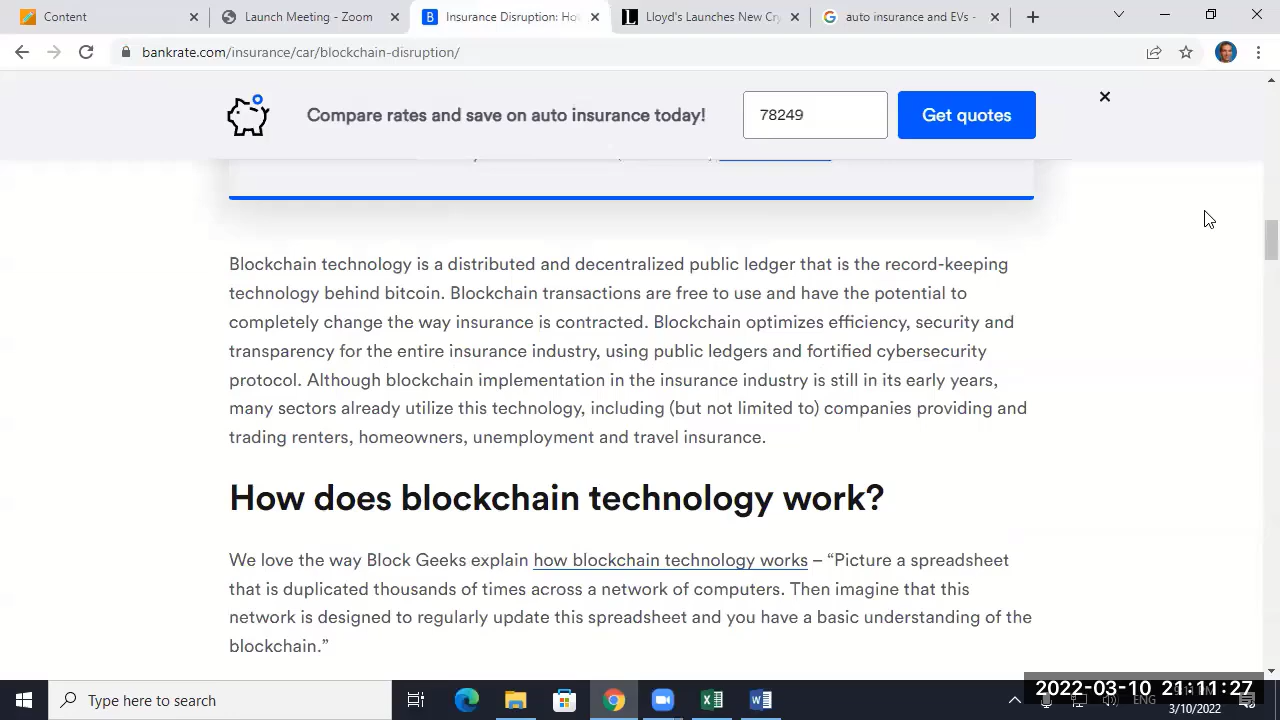 Content
Launch Meeting - Zoom
Insurance Disruption: Ho
Lloyd's Launches New Cry
auto insurance and EVs -
bankrate.com/insurance/car/blockchain-disruption/
Compare rates and save on auto insurance today!
78249
Get quotes
Blockchain technology is a distributed and decentralized public ledger that is the record-keeping
technology behind bitcoin. Blockchain transactions are free to use and have the potential to
completely change the way insurance is contracted. Blockchain optimizes efficiency, security and
transparency for the entire insurance industry, using public ledgers and fortified cybersecurity
protocol. Although blockchain implementation in the insurance industry is still in its early years,
many sectors already utilize this technology, including (but not limited to) companies providing and
trading renters, homeowners, unemployment and travel insurance.
How does blockchain technology work?
We love the way Block Geeks explain how blockchain technology works – “Picture a spreadsheet
that is duplicated thousands of times across a network of computers. Then imagine that this
network is designed to regularly update this spreadsheet and you have a basic understanding of the
blockchain.”
Type here to search
2022-03-10 21:11:27
ENG
3/10/2022